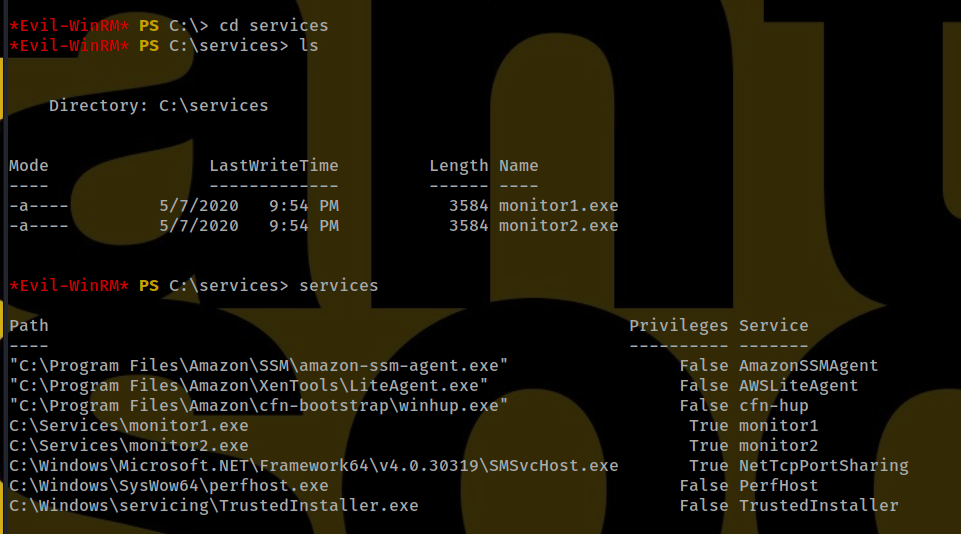 *Evil-WinRM* PS C:\> cd services
*Evil-WinRM* PS C:\services> ls
Directory: C:\services
Mode LastWriteTime Length Name
---- ------------- ------ ----
-a---- 5/7/2020 9:54 PM 3584 monitor1.exe
-a---- 5/7/2020 9:54 PM 3584 monitor2.exe
*Evil-WinRM* PS C:\services> services
Path Privileges Service
---- ---------- -------
"C:\Program Files\Amazon\SSM\amazon-ssm-agent.exe" False AmazonSSMAgent
"C:\Program Files\Amazon\XenTools\LiteAgent.exe" False AWSLiteAgent
"C:\Program Files\Amazon\cfn-bootstrap\winhup.exe" False cfn-hup
C:\Services\monitor1.exe True monitor1
C:\Services\monitor2.exe True monitor2
C:\Windows\Microsoft.NET\Framework64\v4.0.30319\SMSvcHost.exe True NetTcpPortSharing
C:\Windows\SysWow64\perfhost.exe False PerfHost
C:\Windows\servicing\TrustedInstaller.exe False TrustedInstaller